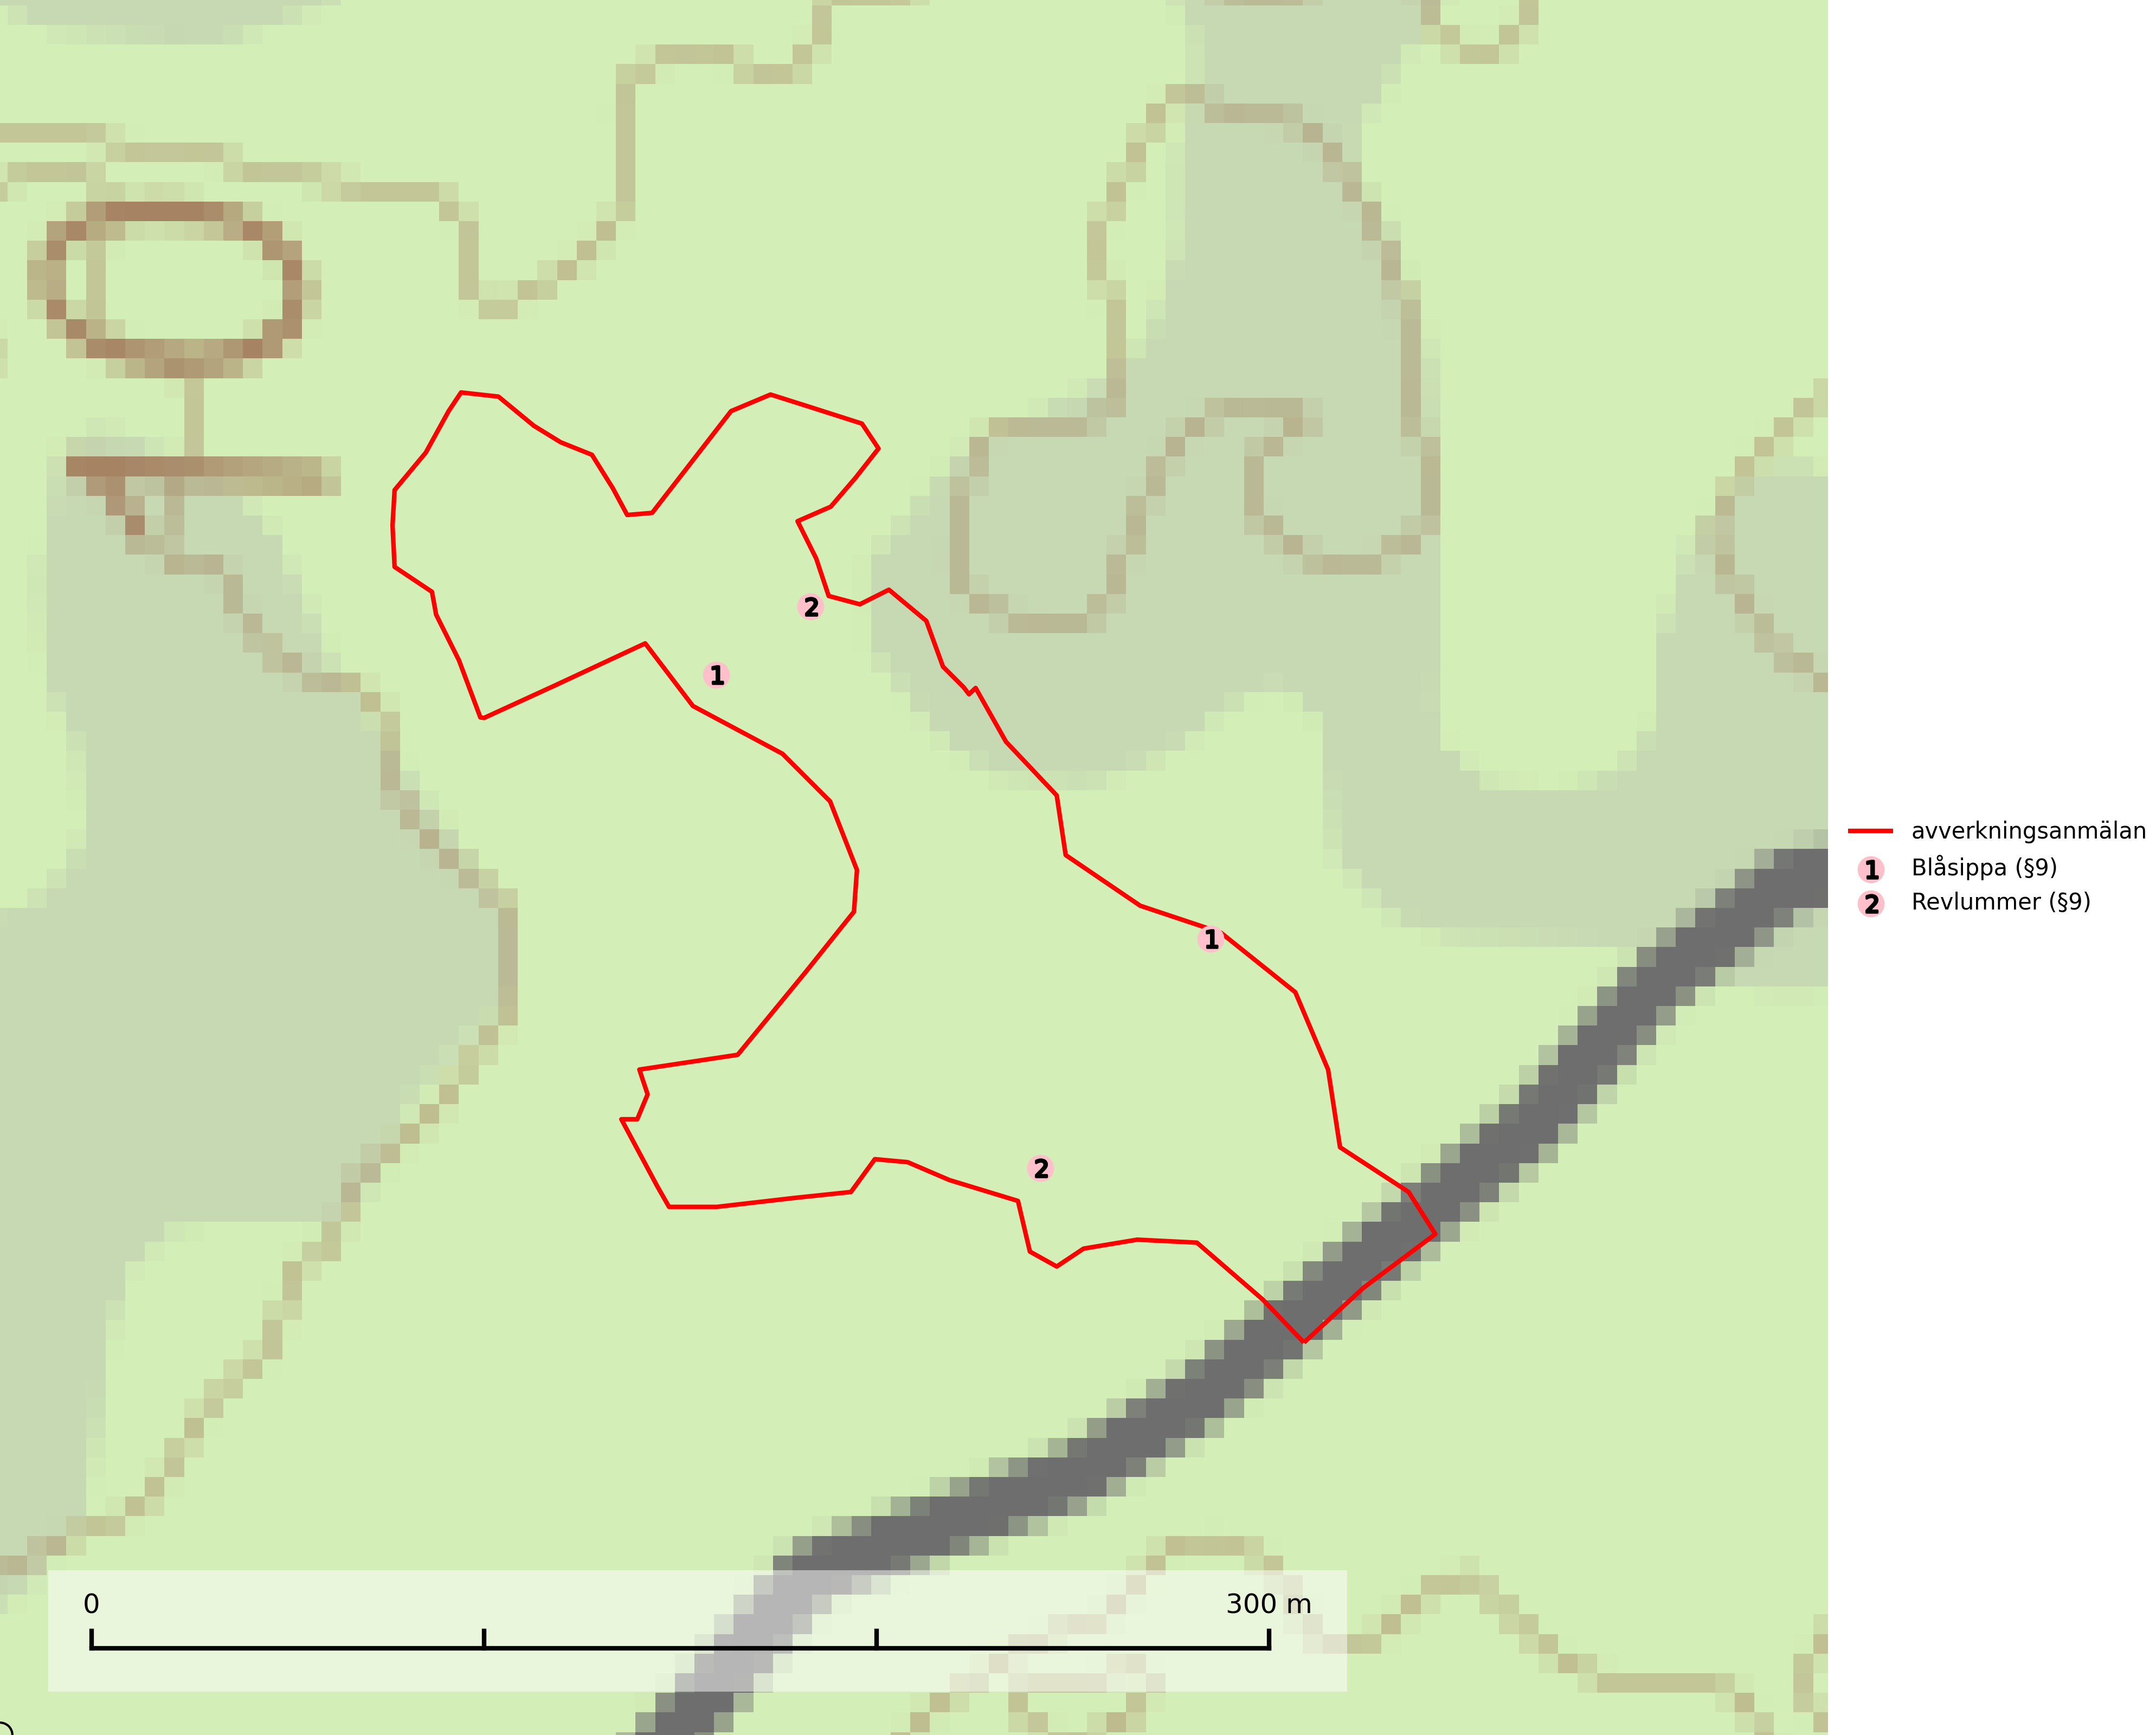 2
1
1
2
avverkningsanmälan
1 Blåsippa (§9)
2 Revlummer (§9)
0 300 m